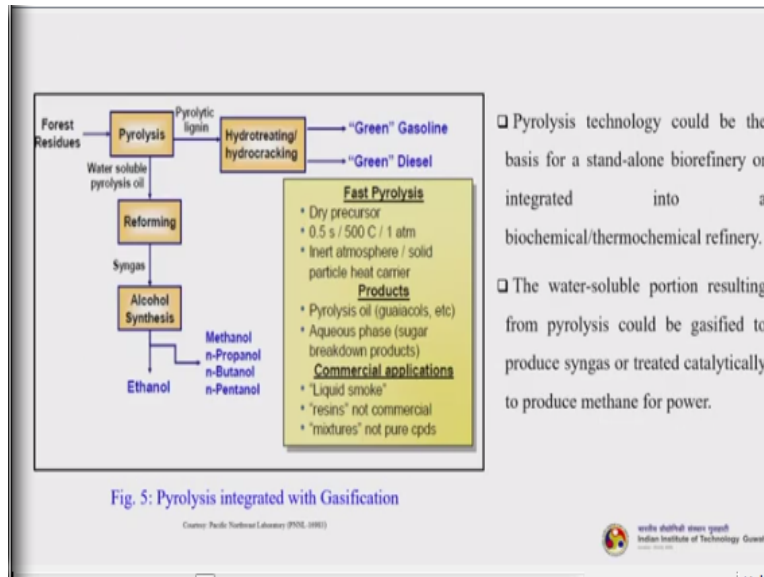 Forest
Residues
Pyrolysis
Pyrolytic
lignin
Hydrotreating/
hydrocracking
"Green" Gasoline
"Green" Diesel
Water soluble
pyrolysis oil
Reforming
Syngas
Alcohol
Synthesis
Ethanol
Methanol
n-Propanol
n-Butanol
n-Pentanol
Fast Pyrolysis
• Dry precursor
• 0.5 s / 500 C / 1 atm
• Inert atmosphere / solid
particle heat carrier
Products
• Pyrolysis oil (guaiacols, etc)
• Aqueous phase (sugar
breakdown products)
Commercial applications
• "Liquid smoke"
• "resins" not commercial
• "mixtures" not pure cpds
Fig. 5: Pyrolysis integrated with Gasification
Courtesy: Pacific Northwest Laboratory
❑ Pyrolysis technology could be the
basis for a stand-alone biorefinery or
integrated into a
biochemical/thermochemical refinery.
❑ The water-soluble portion resulting
from pyrolysis could be gasified to
produce syngas or treated catalytically
to produce methane for power.
भारतीय प्रौद्योगिकी संस्थान गुवाहाटी
Indian Institute of Technology Guwa